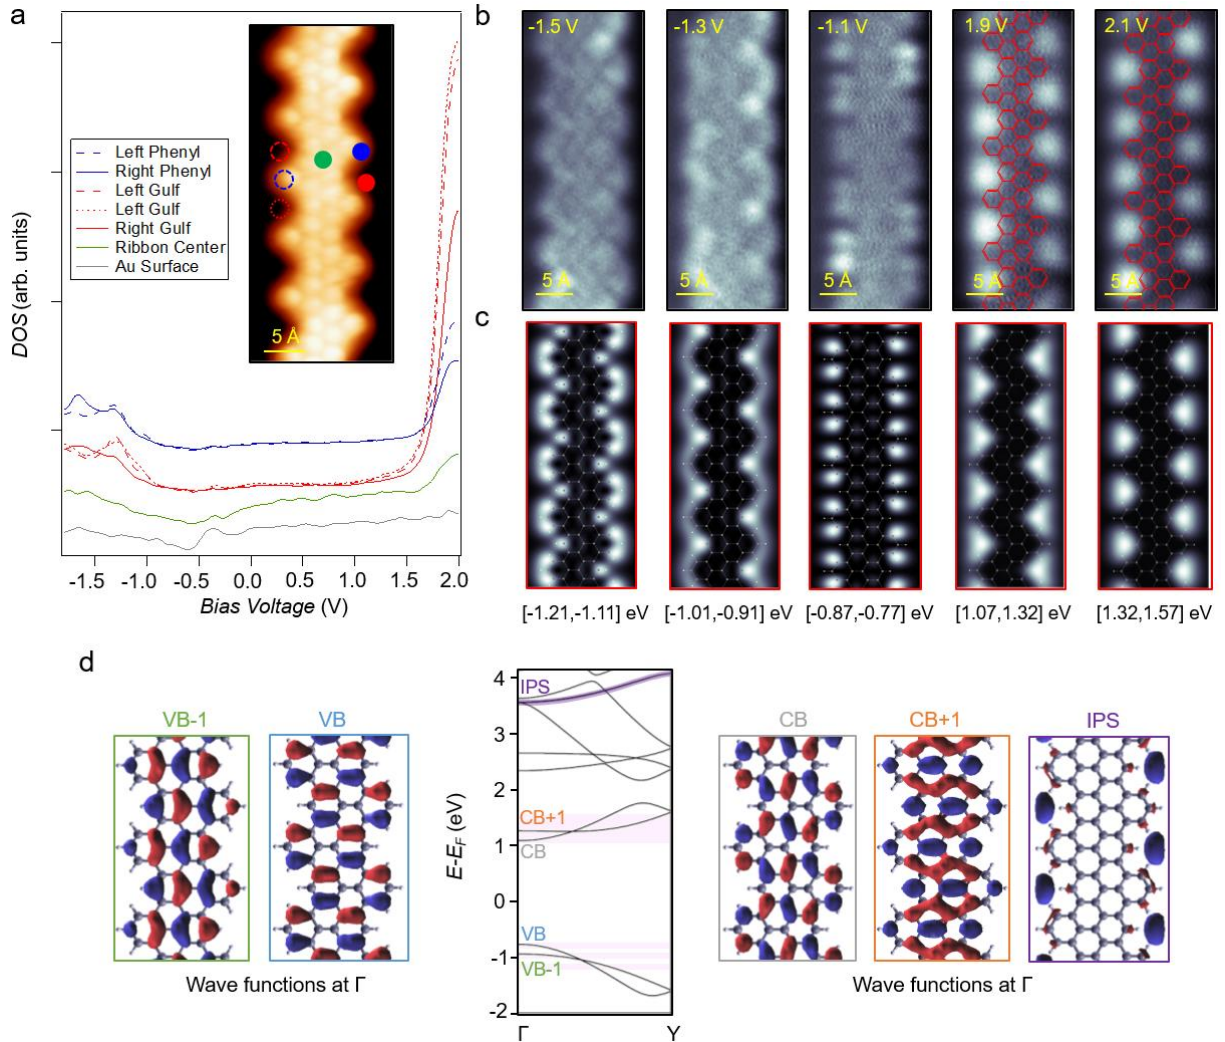 a
DOS (arb. units)
Left Phenyl
Right Phenyl
Left Gulf
Left Gulf
Right Gulf
Ribbon Center
Au Surface
5 Å
-1.5 -1.0 -0.5 0.0 0.5 1.0 1.5 2.0
Bias Voltage (V)
b
-1.5 V -1.3 V -1.1 V 1.9 V 2.1 V
5 Å 5 Å 5 Å 5 Å 5 Å
c
[-1.21,-1.11] eV [-1.01,-0.91] eV [-0.87,-0.77] eV [1.07,1.32] eV [1.32,1.57] eV
d
VB-1 VB
Wave functions at Γ
E-EF (eV)
4
3
2
1
0
-1
-2
IPS
CB+1
CB
VB
VB-1
Γ Y
CB CB+1 IPS
Wave functions at Γ